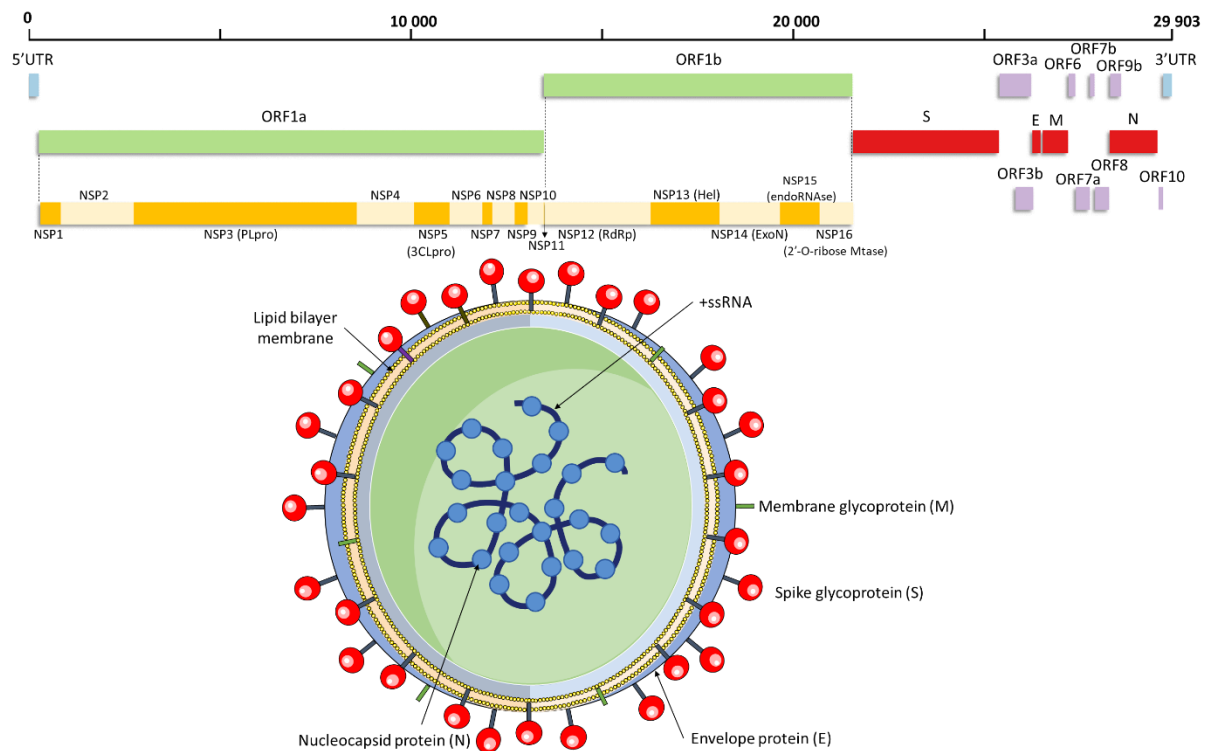 0
10 000
20 000
29 903
5'UTR
ORF1b
ORF3a
ORF6
ORF7b
ORF9b
3'UTR
ORF1a
S
E
M
N
ORF3b
ORF7a
ORF8
ORF10
NSP1
NSP2
NSP3 (PLpro)
NSP4
NSP5
(3CLpro)
NSP6
NSP7
NSP8
NSP9
NSP10
NSP11
NSP12 (RdRp)
NSP13 (Hel)
NSP14 (ExoN)
NSP15
(endoRNAse)
NSP16
(2'-O-ribose Mtase)
Lipid bilayer
membrane
+ssRNA
Membrane glycoprotein (M)
Spike glycoprotein (S)
Nucleocapsid protein (N)
Envelope protein (E)